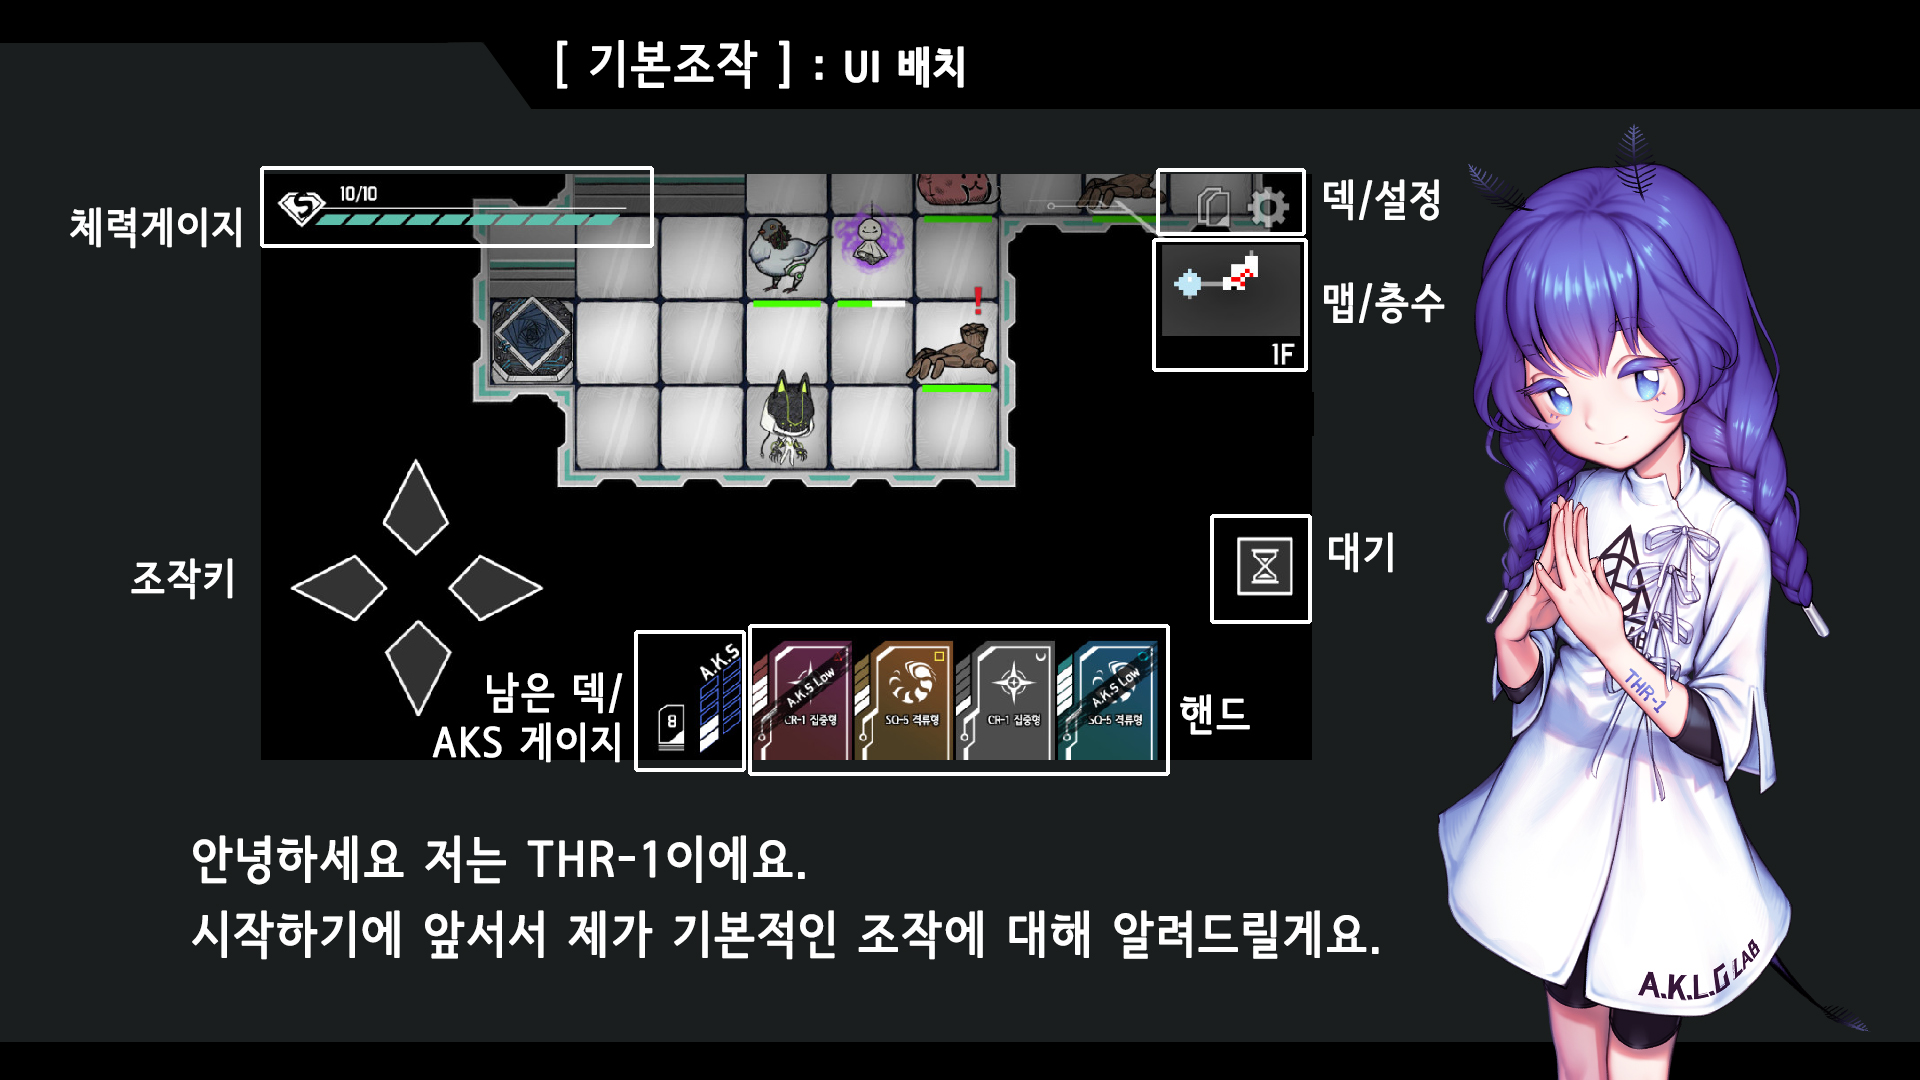 [ 기본조작 ] : UI 배치
체력게이지
10/10
덱/설정
맵/층수
1F
조작키
대기
남은 덱/
AKS 게이지
8
A.K.S
A.K.S Low
CR-1 집중형
SO-5 격류형
CR-1 집중형
A.K.S Low
SO-5 격류형
핸드
THR-1
안녕하세요 저는 THR-1이에요.
시작하기에 앞서서 제가 기본적인 조작에 대해 알려드릴게요.
A.K.L.G LAB